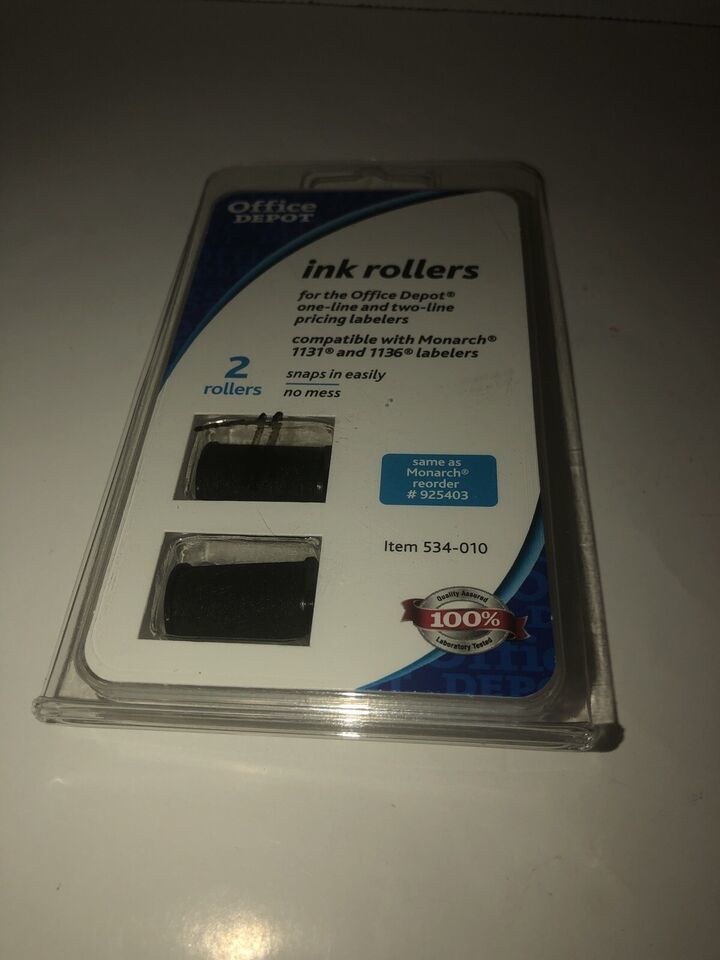 Office
DEPOT
ink rollers
for the Office Depot®
one-line and two-line
pricing labelers
compatible with Monarch®
1131® and 1136® labelers
2
rollers
snaps in easily
no mess
same as
Monarch®
reorder
# 925403
Item 534-010
Quality Assured
100%
Laboratory Tested